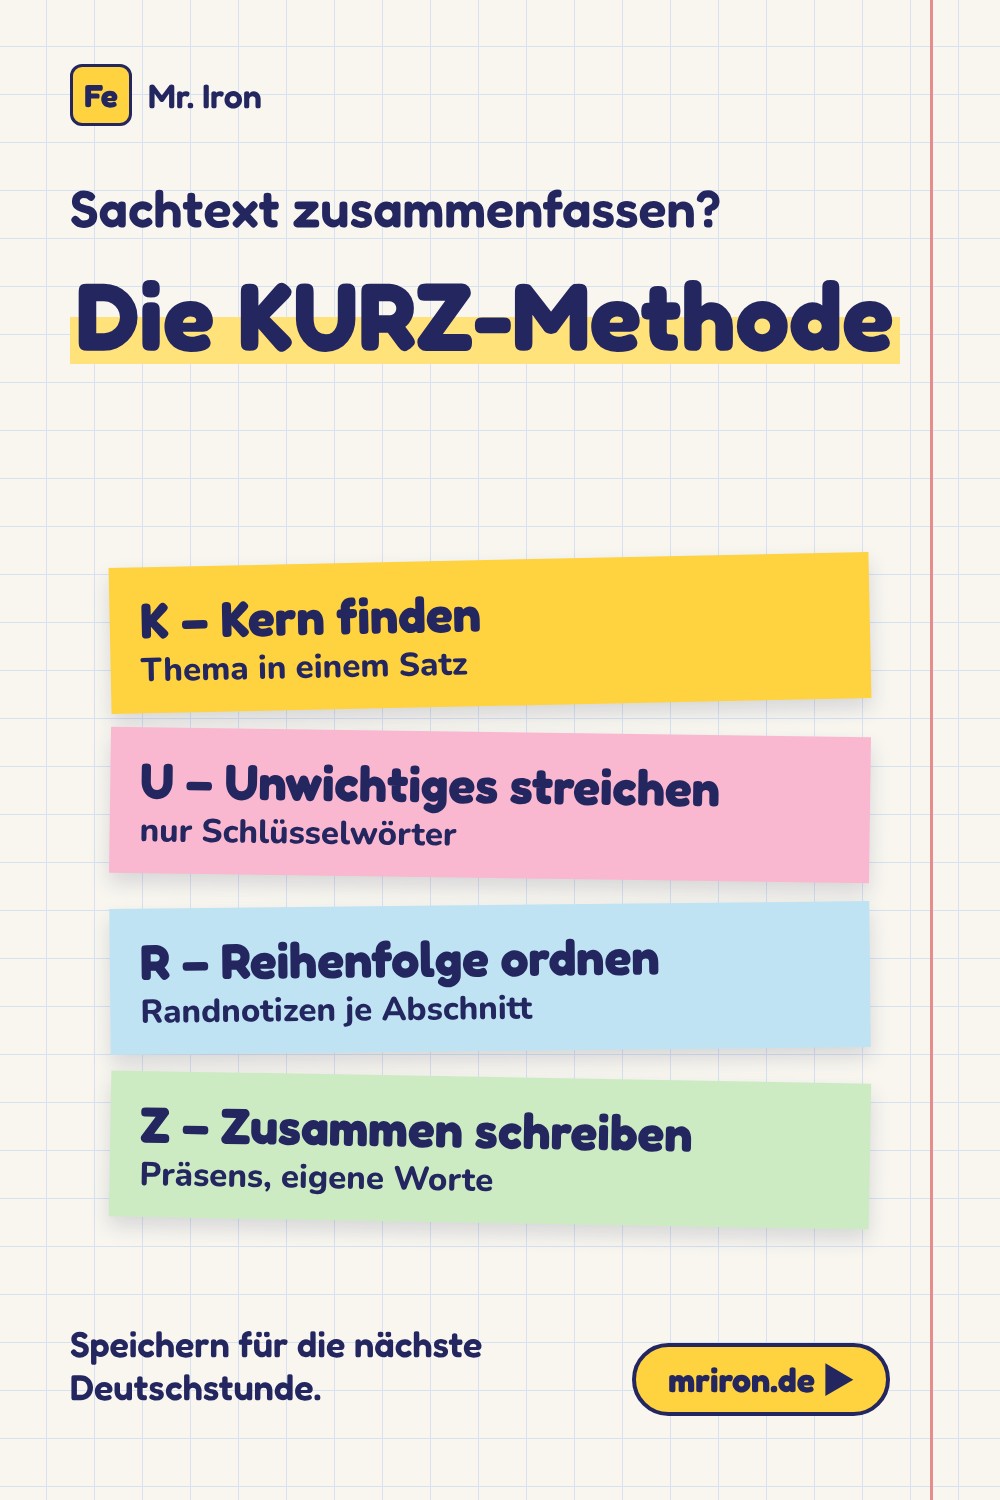 Fe
Mr. Iron
Sachtext zusammenfassen?
Die KURZ-Methode
K – Kern finden
Thema in einem Satz
U – Unwichtiges streichen
nur Schlüsselwörter
R – Reihenfolge ordnen
Randnotizen je Abschnitt
Z – Zusammen schreiben
Präsens, eigene Worte
Speichern für die nächste
Deutschstunde.
mriron.de ▶